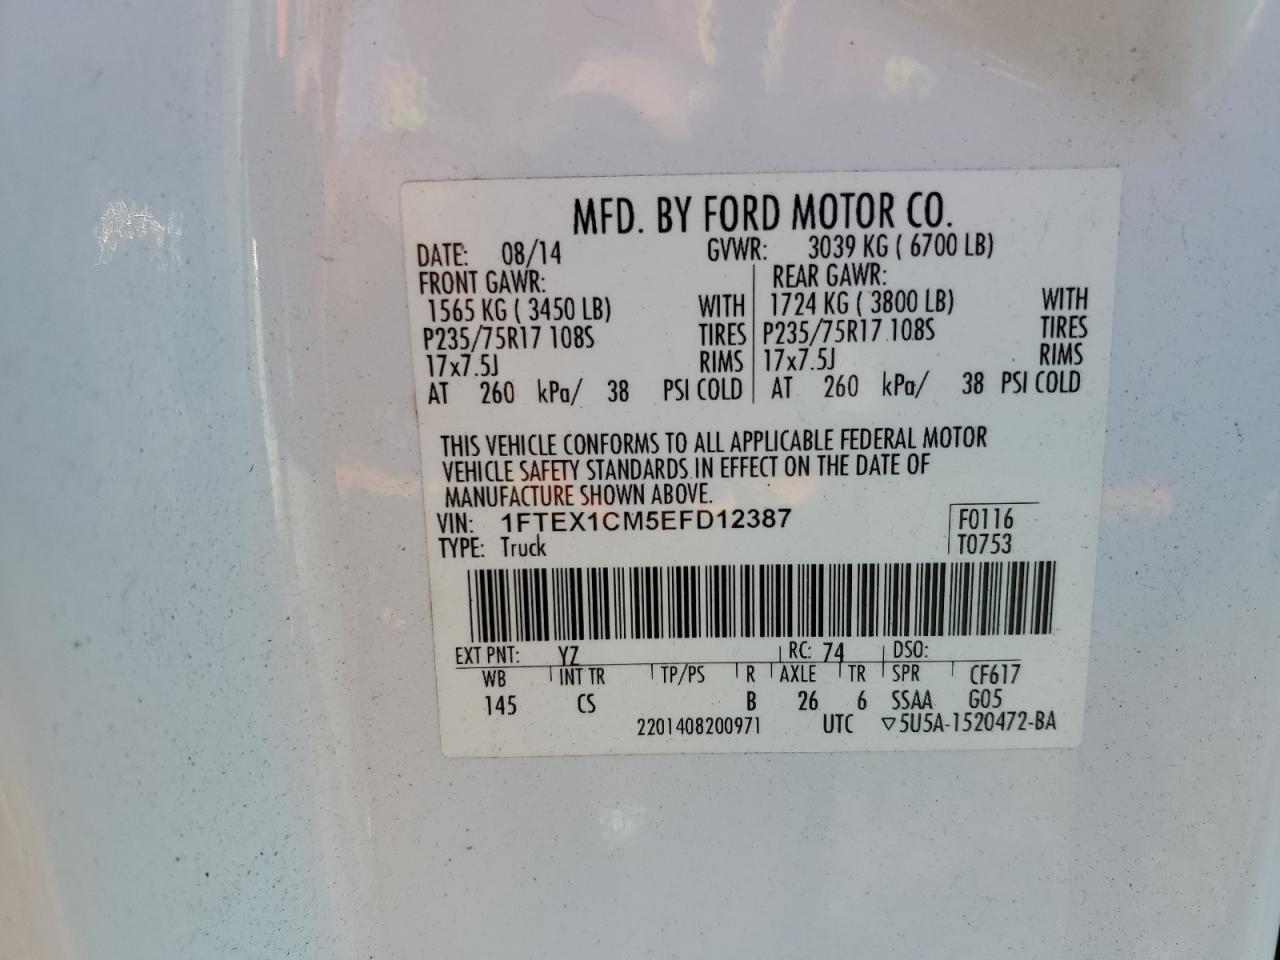 MFD. BY FORD MOTOR CO.
DATE: 08/14 GVWR: 3039 KG ( 6700 LB)
FRONT GAWR: REAR GAWR:
1565 KG ( 3450 LB) WITH 1724 KG ( 3800 LB) WITH
P235/75R17 108S TIRES P235/75R17 108S TIRES
17x7.5J RIMS 17x7.5J RIMS
AT 260 kPa/ 38 PSI COLD AT 260 kPa/ 38 PSI COLD
THIS VEHICLE CONFORMS TO ALL APPLICABLE FEDERAL MOTOR
VEHICLE SAFETY STANDARDS IN EFFECT ON THE DATE OF
MANUFACTURE SHOWN ABOVE.
VIN: 1FTEX1CM5EFD12387 F0116
TYPE: Truck T0753
EXT PNT: YZ RC: 74 DSO:
WB INT TR TP/PS R AXLE TR SPR CF617
145 CS B 26 6 SSAA G05
2201408200971 UTC ▽5U5A-1520472-BA